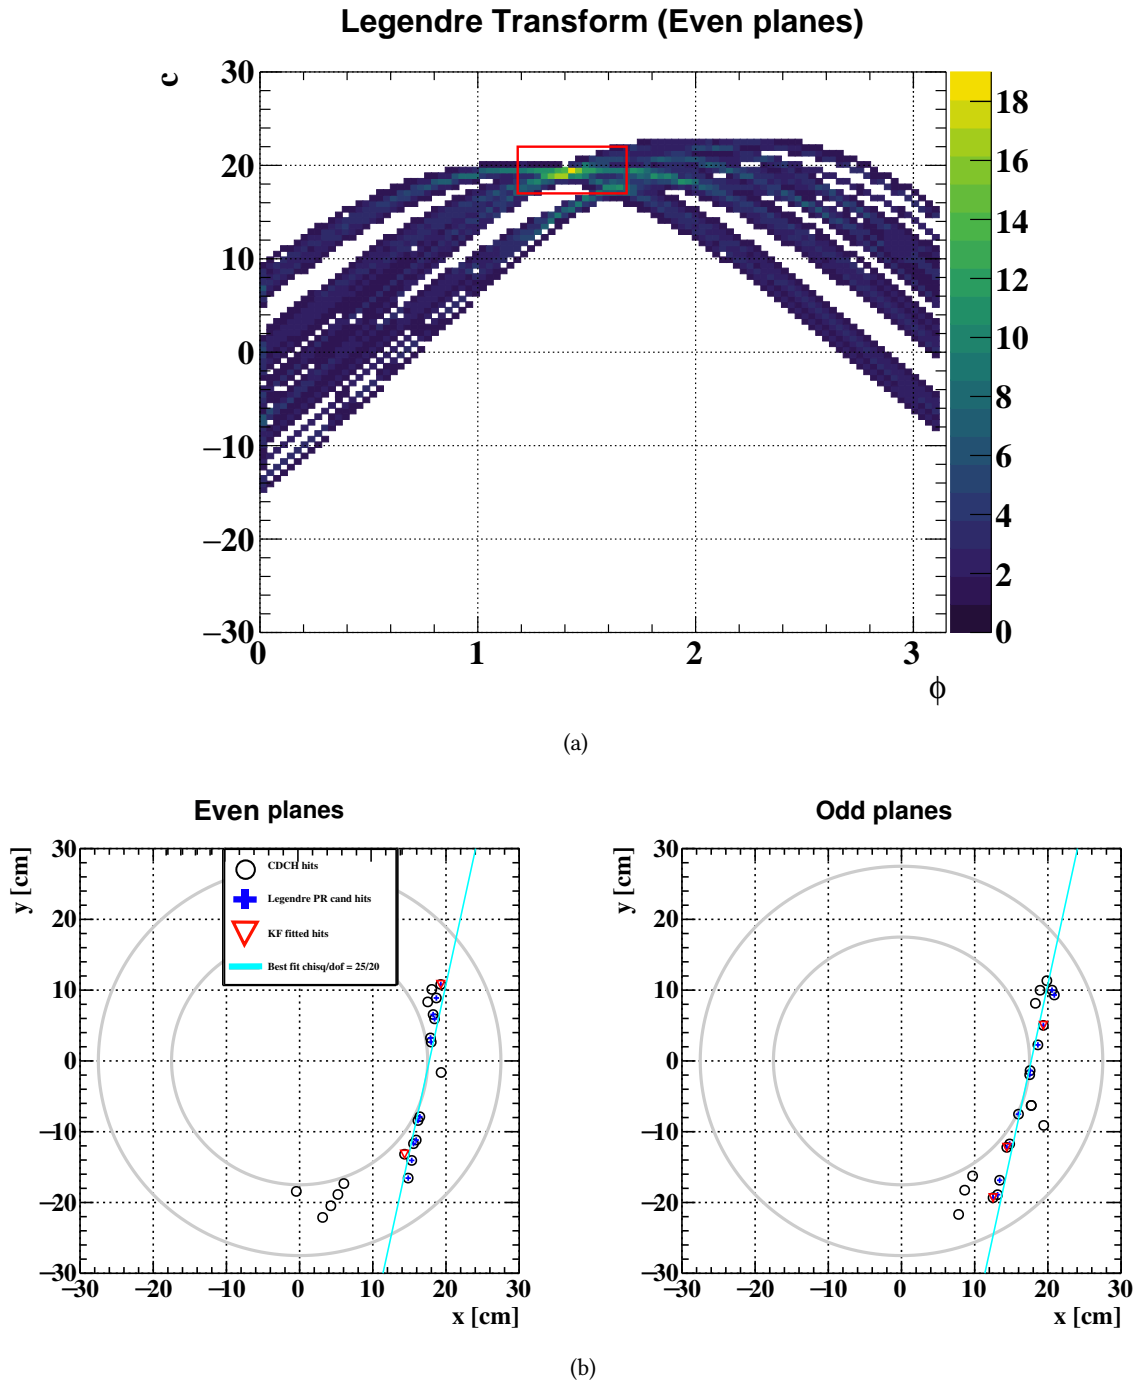 Legendre Transform (Even planes)
c
30
20
10
0
−10
−20
−30
0 1 2 3
ϕ
18
16
14
12
10
8
6
4
2
0
(a)
Even planes
y [cm]
30
20
10
0
−10
−20
−30
−30 −20 −10 0 10 20 30
x [cm]
CDCH hits
Legendre PR cand hits
KF fitted hits
Best fit chisq/dof = 25/20
Odd planes
y [cm]
30
20
10
0
−10
−20
−30
−30 −20 −10 0 10 20 30
x [cm]
(b)